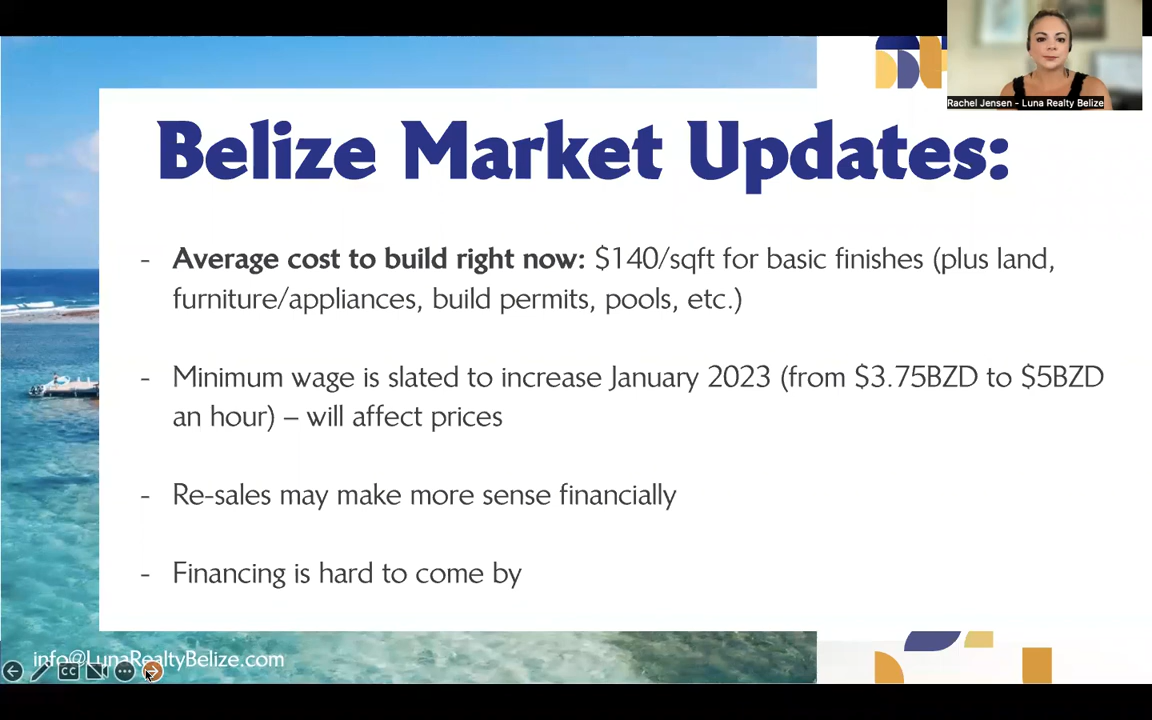 Rachel Jensen - Luna Realty Belize
Belize Market Updates:
- Average cost to build right now: $140/sqft for basic finishes (plus land,
furniture/appliances, build permits, pools, etc.)
- Minimum wage is slated to increase January 2023 (from $3.75BZD to $5BZD
an hour) – will affect prices
- Re-sales may make more sense financially
- Financing is hard to come by
info@LunaRealtyBelize.com
CC